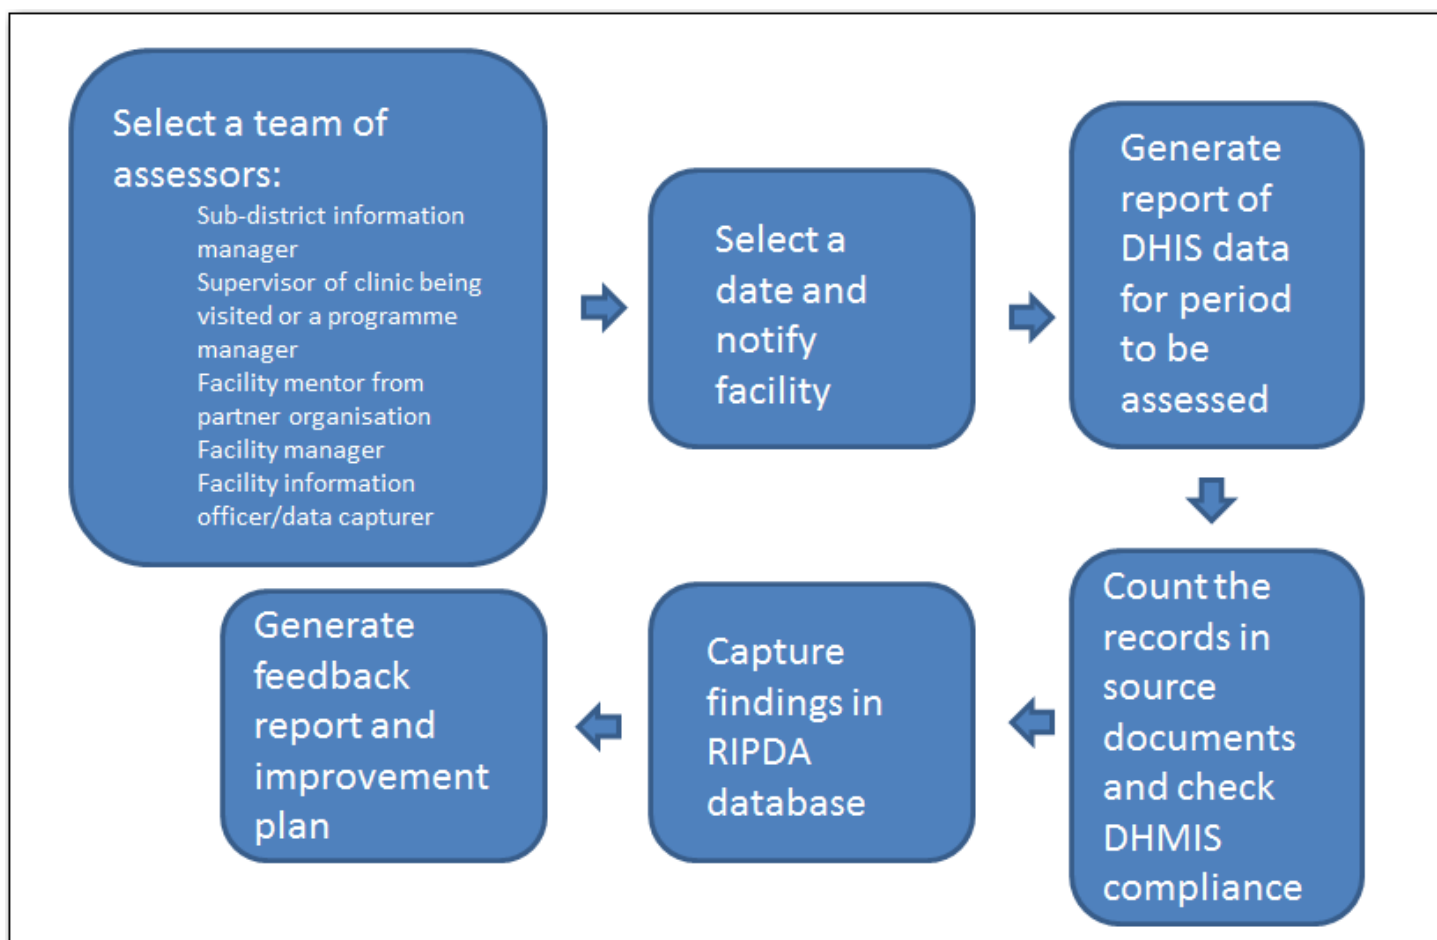 Select a team of
assessors:
Sub-district information
manager
Supervisor of clinic being
visited or a programme
manager
Facility mentor from
partner organisation
Facility manager
Facility information
officer/data capturer
Select a
date and
notify
facility
Generate
report of
DHIS data
for period
to be
assessed
Count the
records in
source
documents
and check
DHMIS
compliance
Capture
findings in
RIPDA
database
Generate
feedback
report and
improvement
plan